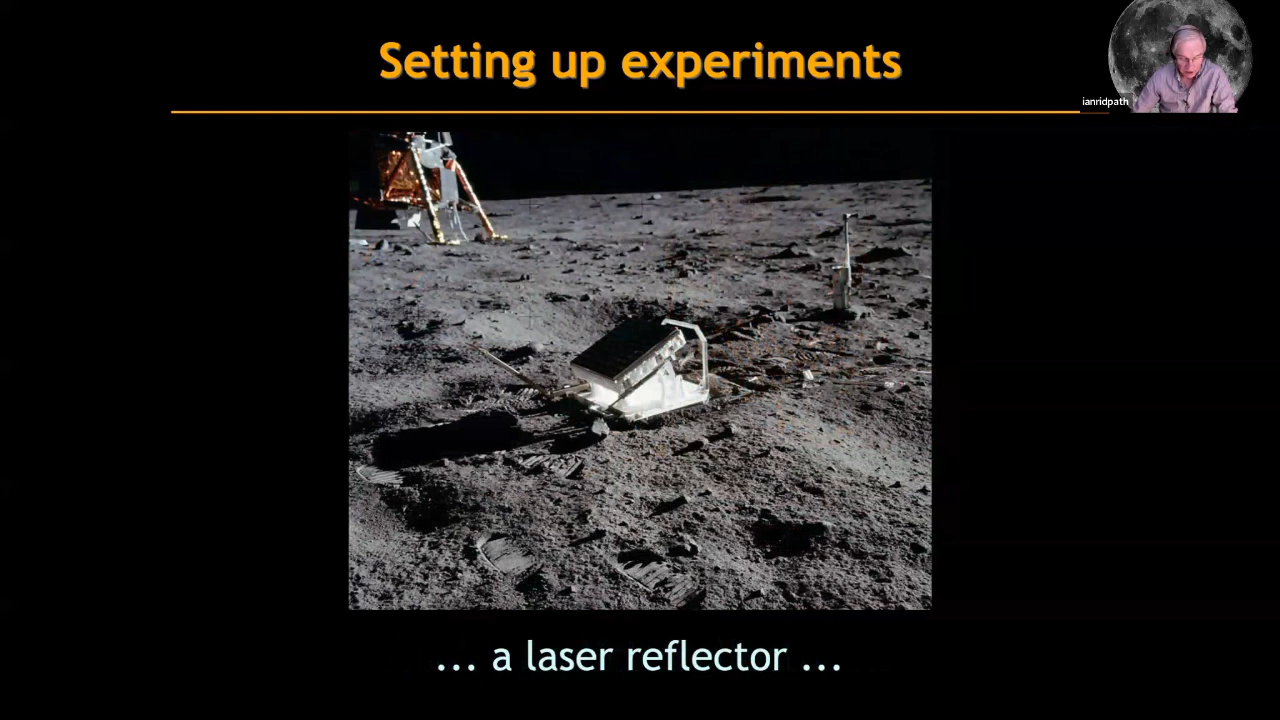 Setting up experiments
ianridpath
... a laser reflector ...